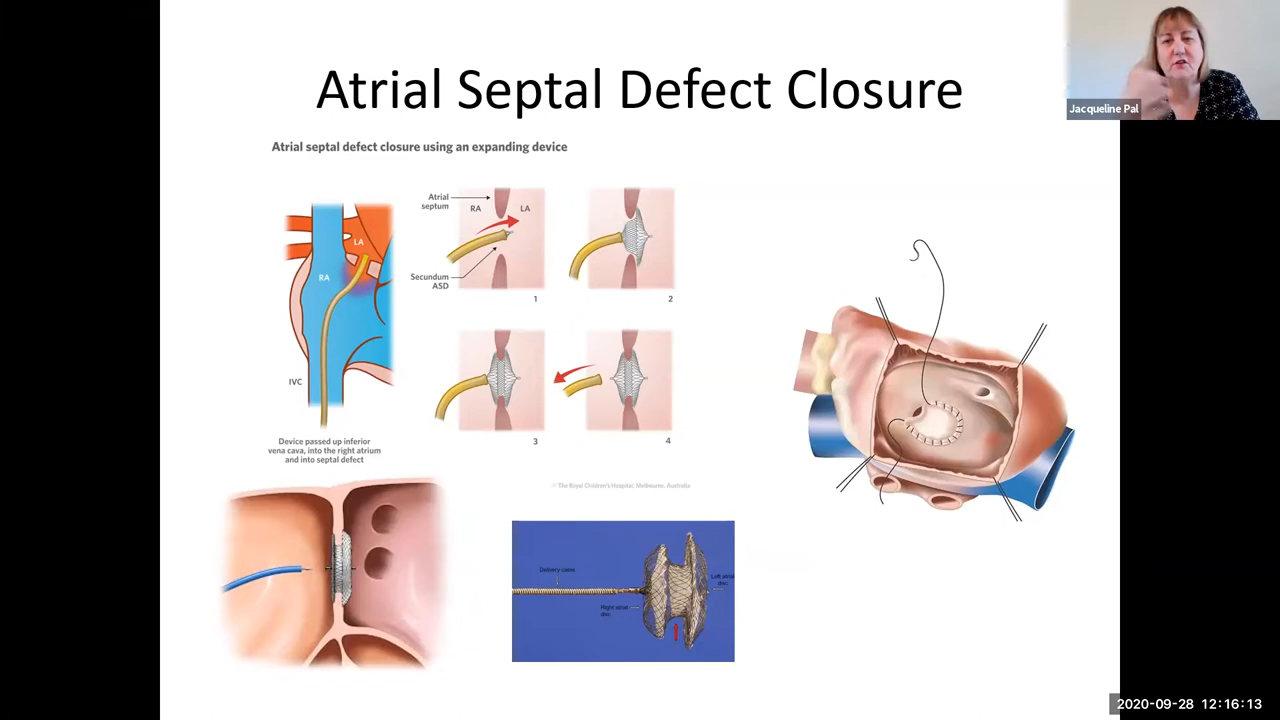 Atrial Septal Defect Closure
Jacqueline Pal
Atrial septal defect closure using an expanding device
LA
RA
IVC
Device passed up inferior
vena cava, into the right atrium
and into septal defect
Atrial
septum
RA
LA
Secundum
ASD
1
2
3
4
The Royal Children's Hospital, Melbourne, Australia
Delivery cable
Right atrial
disc
Left atrial
disc
2020-09-28 12:16:13